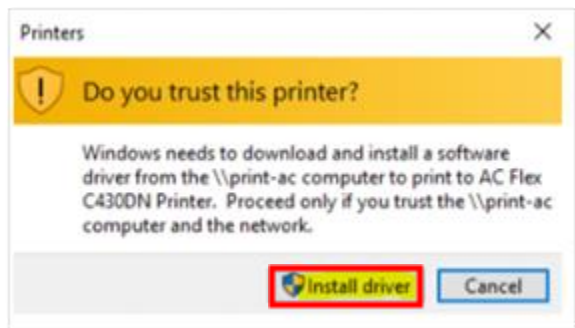 Printers
Do you trust this printer?
Windows needs to download and install a software
driver from the \\print-ac computer to print to AC Flex
C430DN Printer. Proceed only if you trust the \\print-ac
computer and the network.
Install driver
Cancel